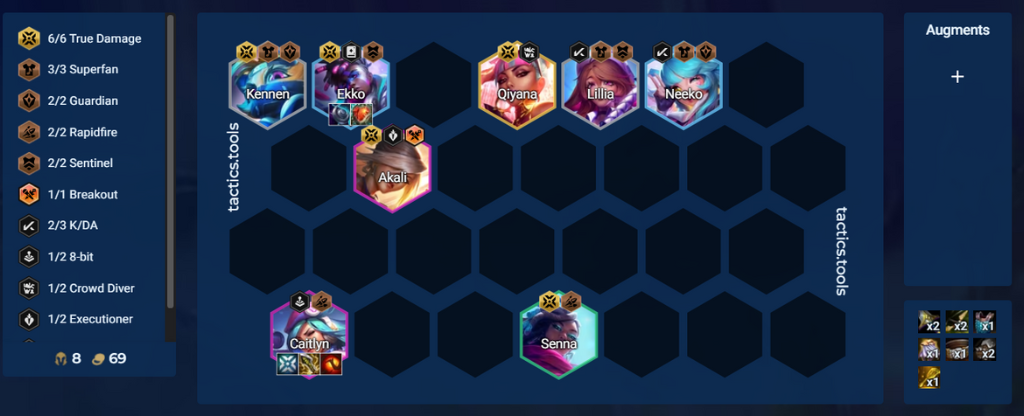 6/6 True Damage
3/3 Superfan
2/2 Guardian
2/2 Rapidfire
2/2 Sentinel
1/1 Breakout
2/3 K/DA
1/2 8-bit
1/2 Crowd Diver
1/2 Executioner
8 69
tactics.tools
Kennen
Ekko
Qiyana
Lillia
Neeko
Akali
Caitlyn
Senna
tactics.tools
Augments
+
x2 x2 x1
x1 x1 x2
x1